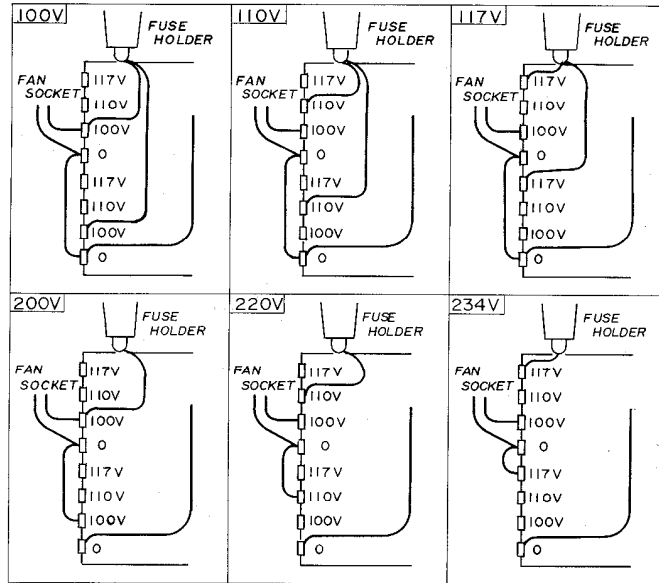 100V
FUSE
HOLDER
FAN
SOCKET
117V
110V
100V
0
117V
110V
100V
0
110V
FUSE
HOLDER
FAN
SOCKET
117V
110V
100V
0
117V
110V
100V
0
117V
FUSE
HOLDER
FAN
SOCKET
117V
110V
100V
0
117V
110V
100V
0
200V
FUSE
HOLDER
FAN
SOCKET
117V
110V
100V
0
117V
110V
100V
0
220V
FUSE
HOLDER
FAN
SOCKET
117V
110V
100V
0
117V
110V
100V
0
234V
FUSE
HOLDER
FAN
SOCKET
117V
110V
100V
0
117V
110V
100V
0